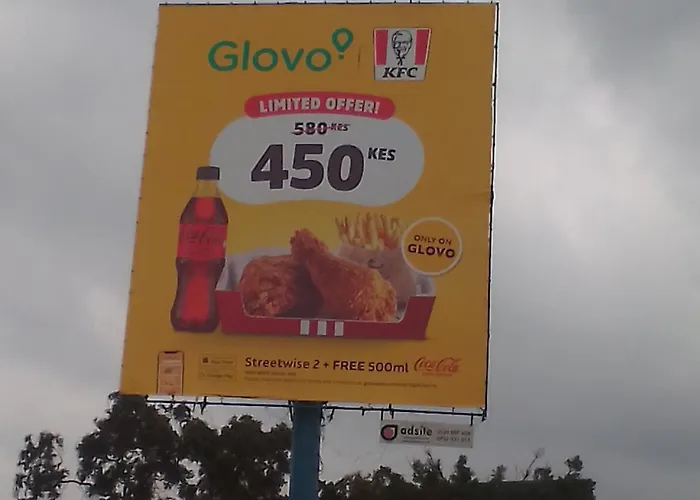 Glovo
KFC
LIMITED OFFER!
580 KES
450 KES
ONLY ON
GLOVO
Streetwise 2 + FREE 500ml
Coca-Cola
adsite